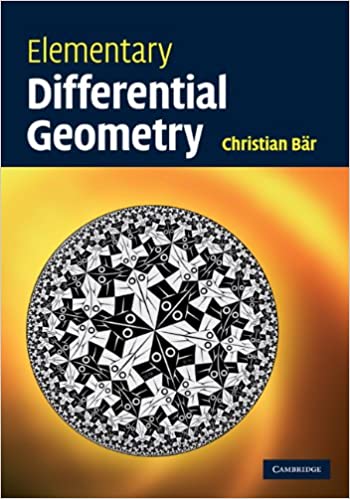 Elementary
Differential
Geometry
Christian Bär
CAMBRIDGE